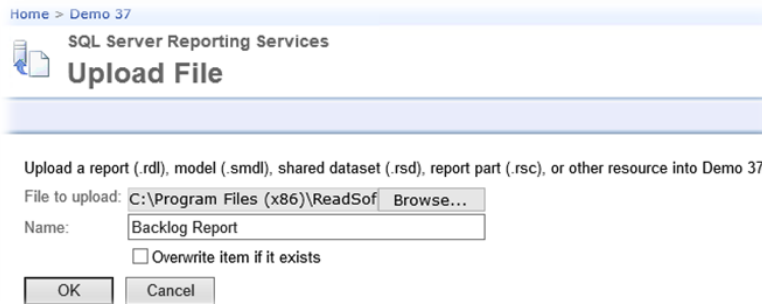 Home > Demo 37
SQL Server Reporting Services
Upload File
Upload a report (.rdl), model (.smdl), shared dataset (.rsd), report part (.rsc), or other resource into Demo 37
File to upload: C:\Program Files (x86)\ReadSof Browse...
Name: Backlog Report
Overwrite item if it exists
OK Cancel